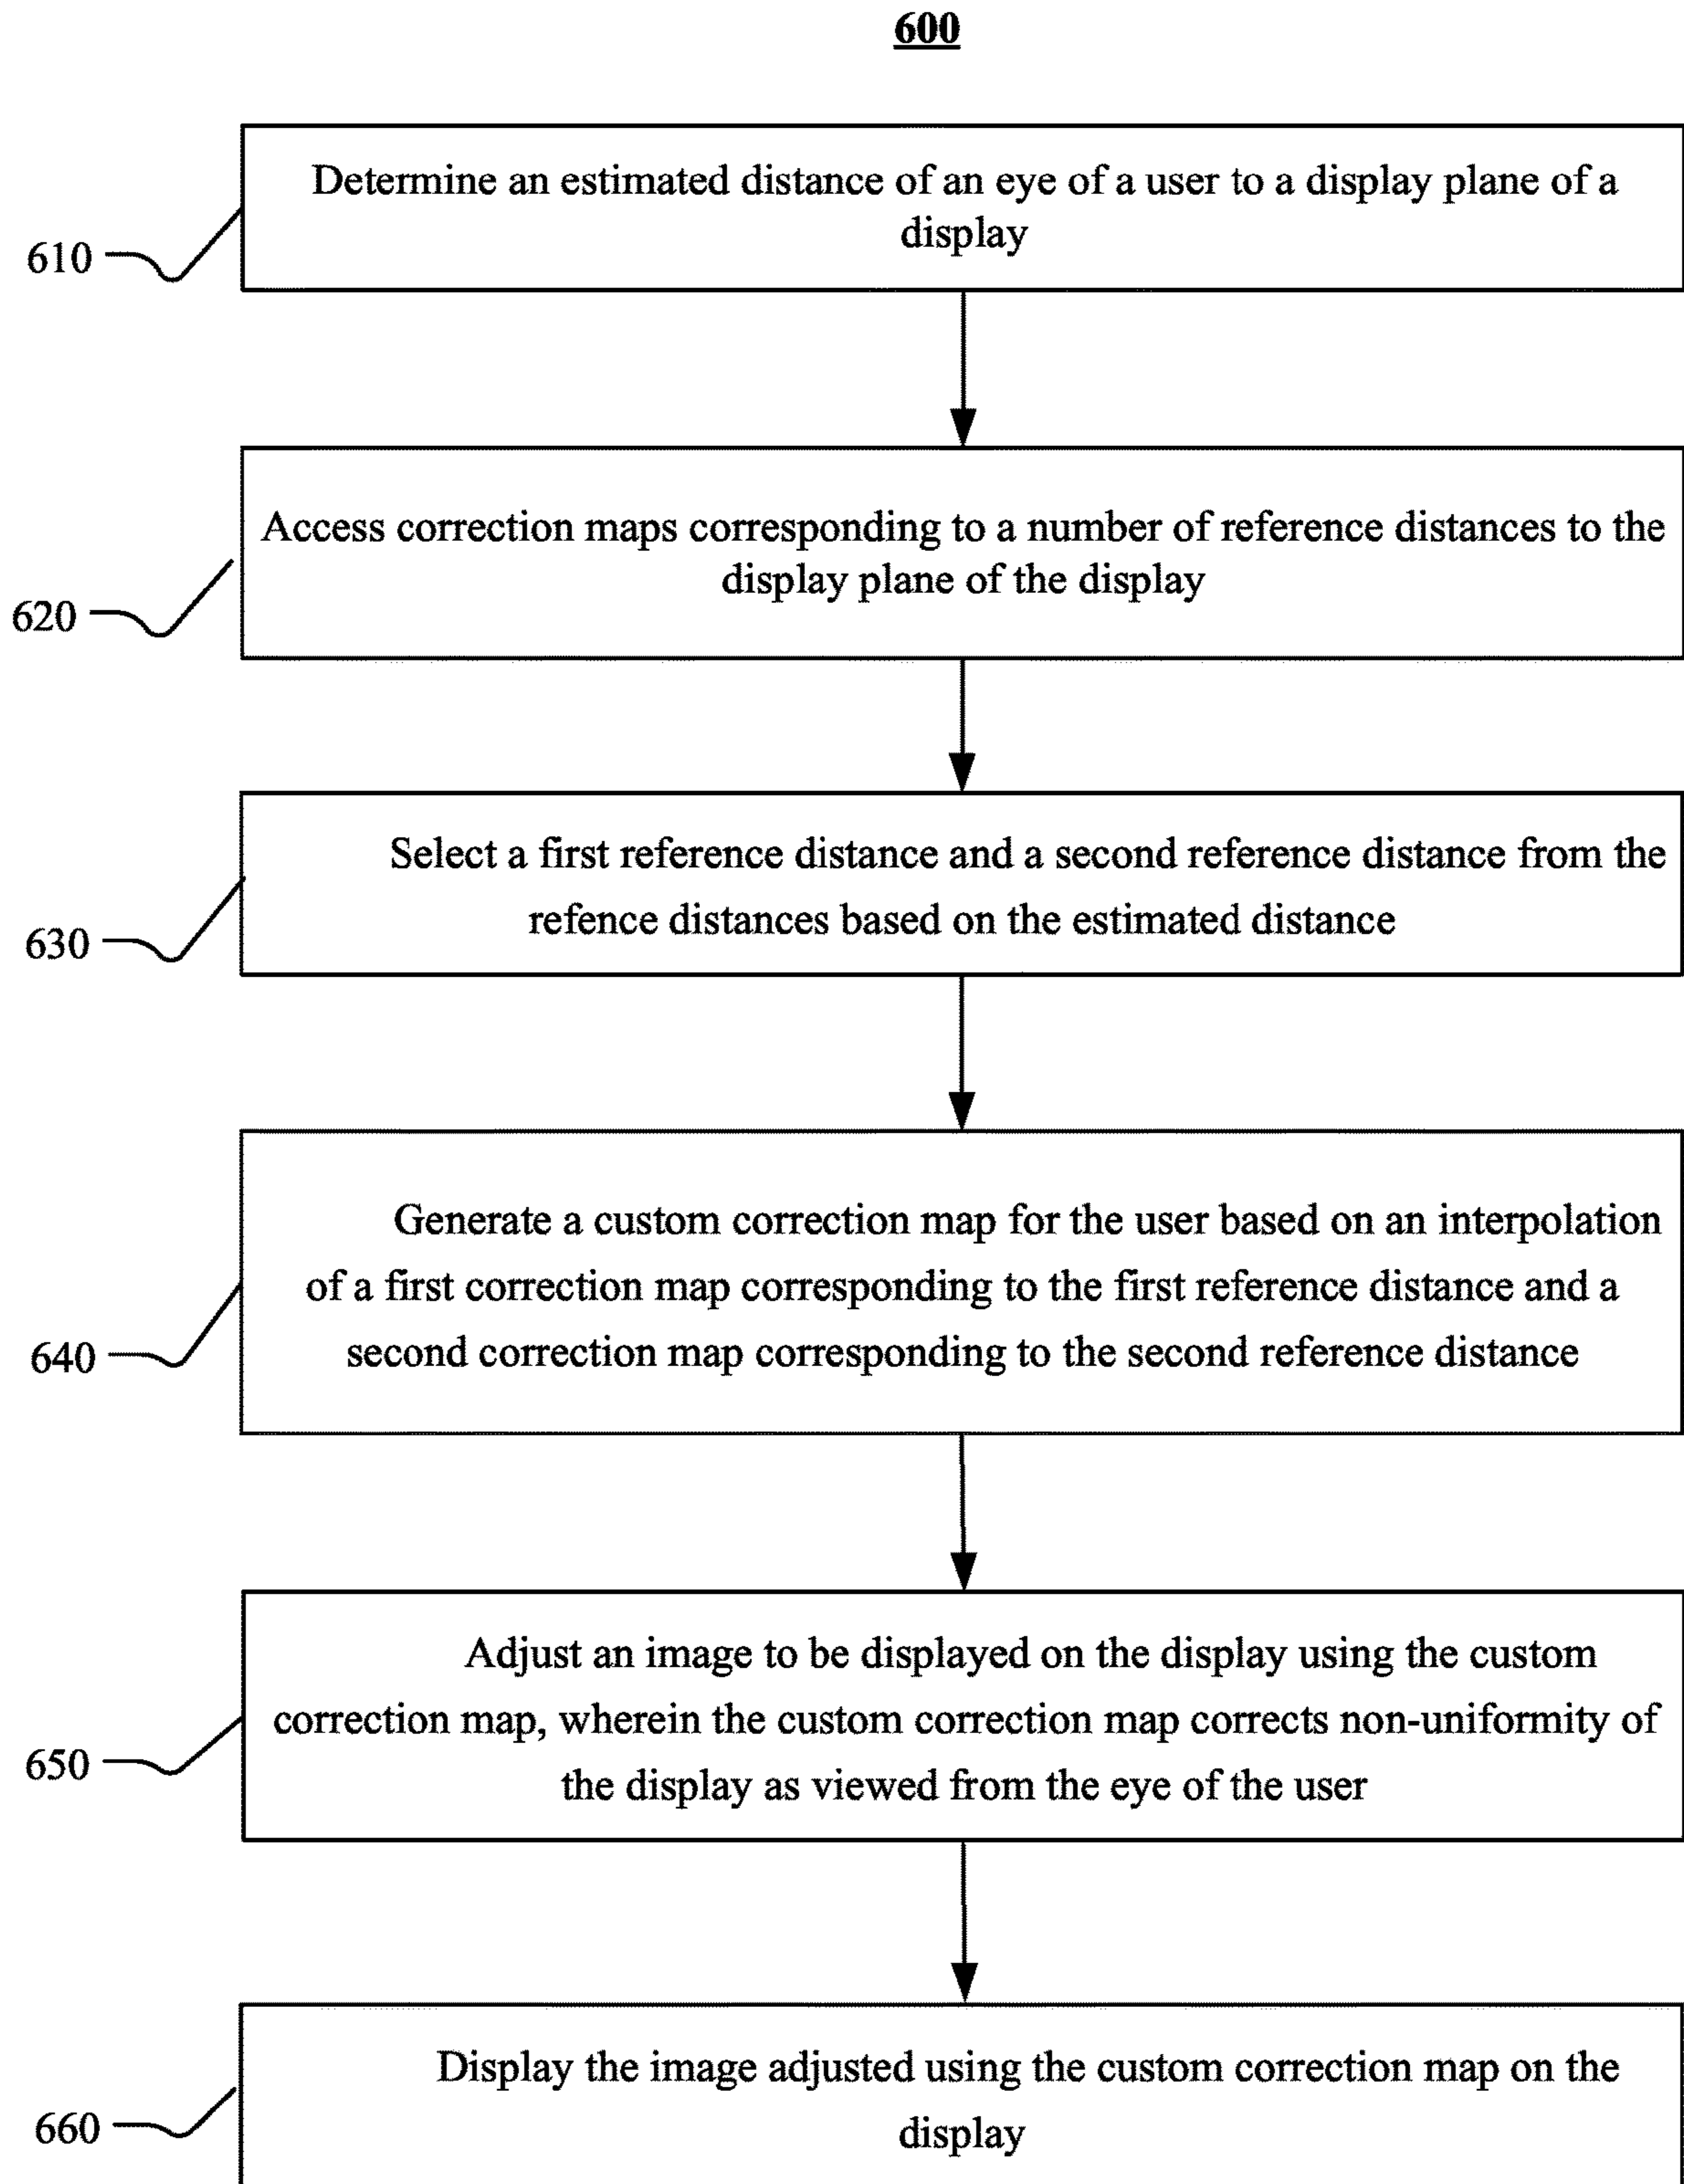 600
Determine an estimated distance of an eye of a user to a display plane of a
display
610
Access correction maps corresponding to a number of reference distances to the
display plane of the display
620
Select a first reference distance and a second reference distance from the
refence distances based on the estimated distance
630
Generate a custom correction map for the user based on an interpolation
of a first correction map corresponding to the first reference distance and a
second correction map corresponding to the second reference distance
640
Adjust an image to be displayed on the display using the custom
correction map, wherein the custom correction map corrects non-uniformity of
the display as viewed from the eye of the user
650
Display the image adjusted using the custom correction map on the
display
660